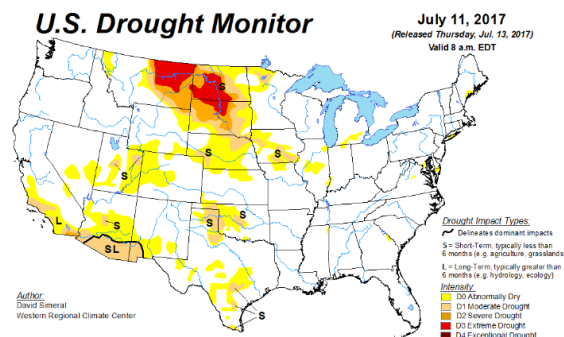 U.S. Drought Monitor
July 11, 2017
(Released Thursday, Jul. 13, 2017)
Valid 8 a.m. EDT
S
S
S
S
S
S
S
L
S L
S
Drought Impact Types:
Delineates dominant impacts
S = Short-Term, typically less than
6 months (e.g. agriculture, grasslands
L = Long-Term, typically greater than
6 months (e.g. hydrology, ecology)
Intensity:
D0 Abnormally Dry
D1 Moderate Drought
D2 Severe Drought
D3 Extreme Drought
D4 Exceptional Drought
Author:
David Simeral
Western Regional Climate Center